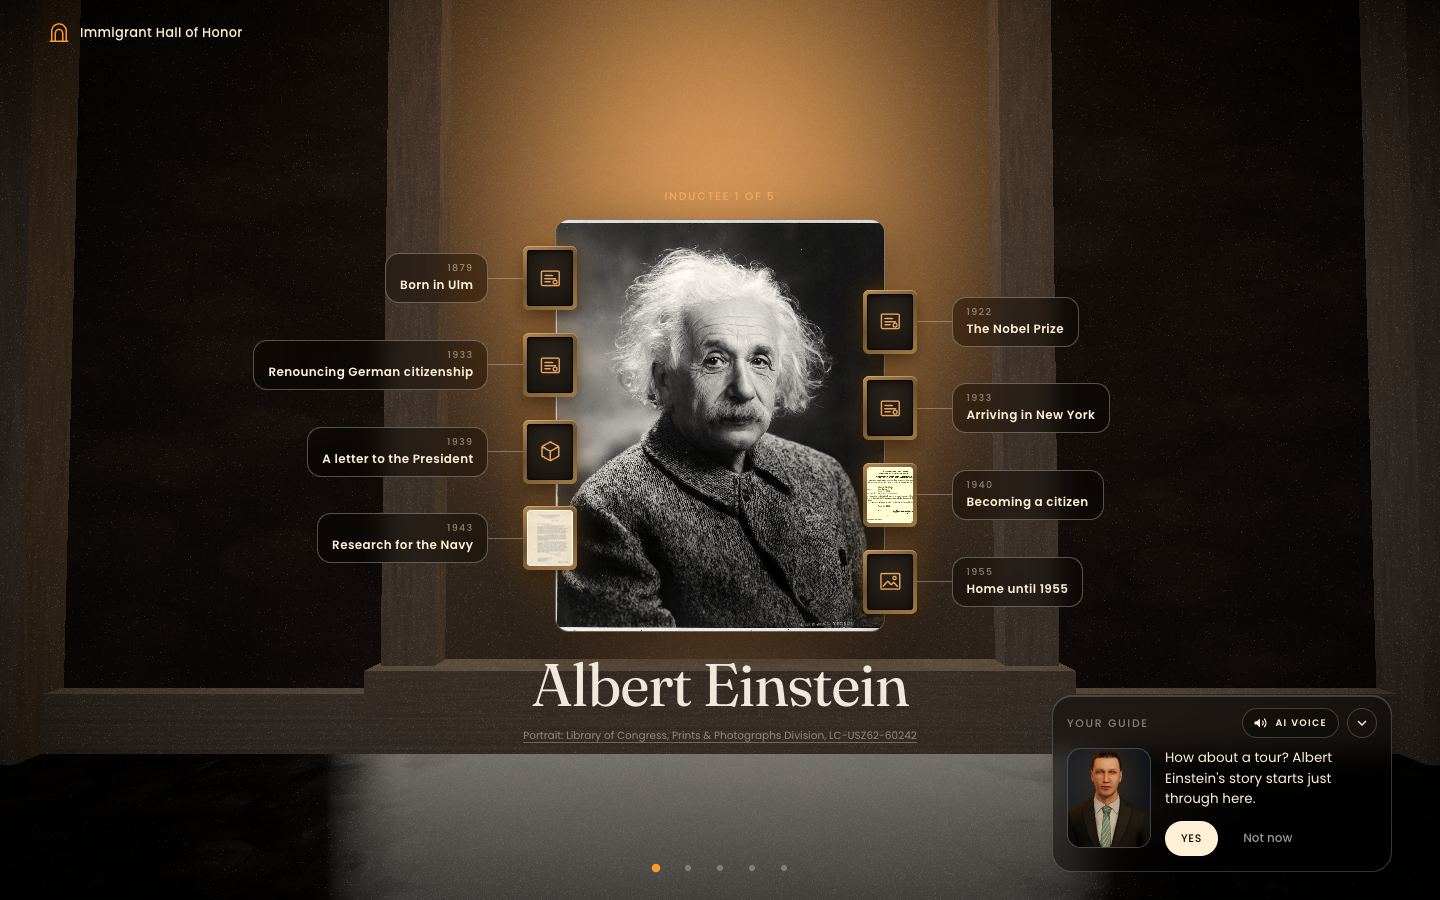 Immigrant Hall of Honor
INDUCTEE 1 OF 5
1879
Born in Ulm
1933
Renouncing German citizenship
1939
A letter to the President
1943
Research for the Navy
1922
The Nobel Prize
1933
Arriving in New York
1940
Becoming a citizen
1955
Home until 1955
Albert Einstein
Portrait: Library of Congress, Prints & Photographs Division, LC-USZ62-60242
YOUR GUIDE
AI VOICE
How about a tour? Albert
Einstein's story starts just
through here.
YES
Not now